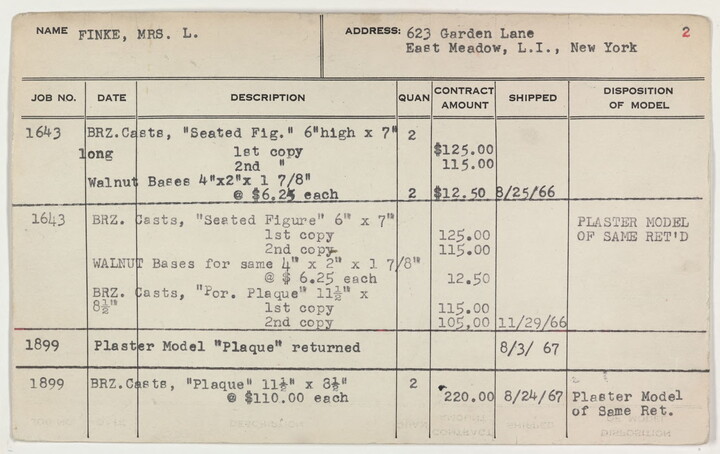 NAME FINKE, MRS. L. ADDRESS: 623 Garden Lane 2
East Meadow, L.I., New York
JOB NO. DATE DESCRIPTION QUAN CONTRACT AMOUNT SHIPPED DISPOSITION OF MODEL
1643 BRZ.Casts, "Seated Fig." 6"high x 7" 2
long 1st copy $125.00
2nd " 115.00
Walnut Bases 4"x2"x 1 7/8"
@ $6.25 each 2 $12.50 8/25/66
1643 BRZ. Casts, "Seated Figure" 6" x 7" PLASTER MODEL
1st copy 125.00 OF SAME RET'D
2nd copy 115.00
WALNUT Bases for same 4" x 2" x 1 7/8"
@ $ 6.25 each 12.50
BRZ. Casts, "Por. Plaque" 11½" x
8½" 1st copy 115.00
2nd copy 105,00 11/29/66
1899 Plaster Model "Plaque" returned 8/3/ 67
1899 BRZ.Casts, "Plaque" 11½" x 8½" 2
@ $110.00 each 220.00 8/24/67 Plaster Model
of Same Ret.